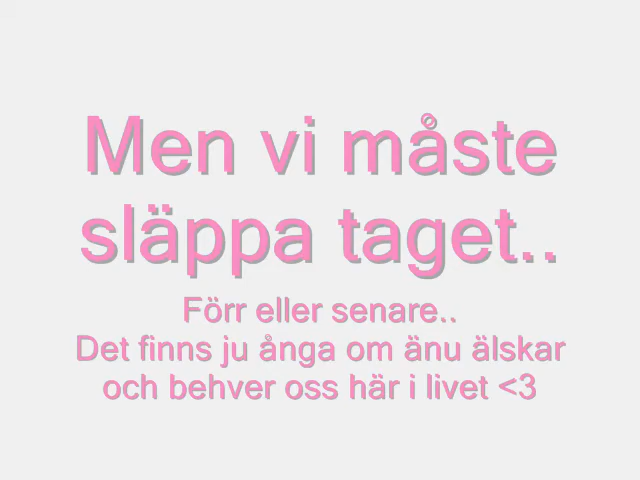 Men vi måste
släppa taget..
Förr eller senare..
Det finns ju ånga om änu älskar
och behver oss här i livet <3